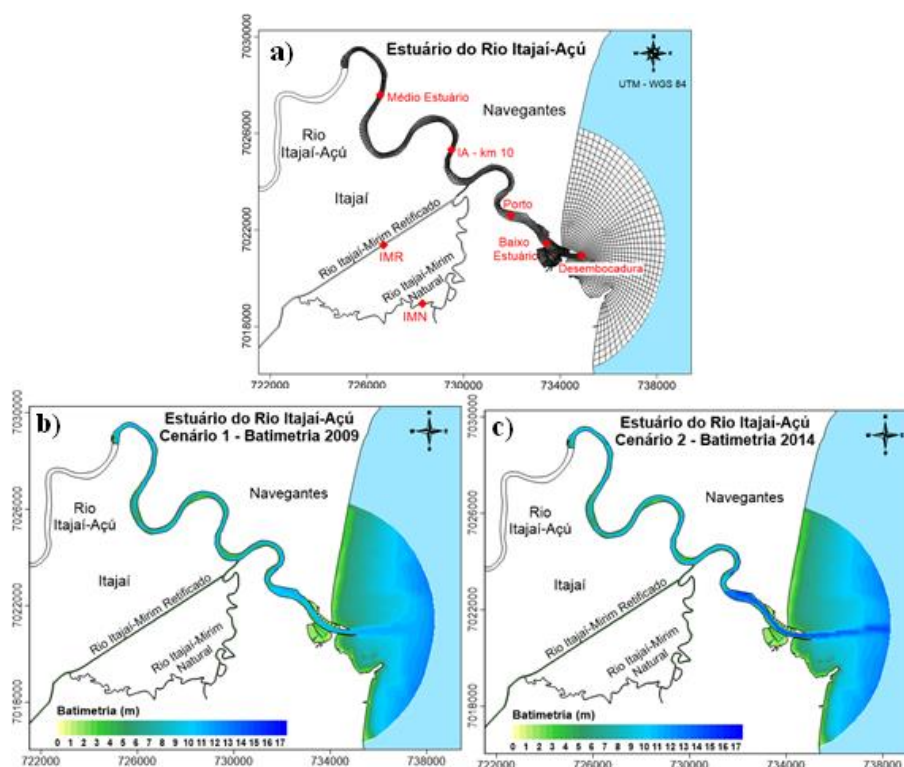 a)
Estuário do Rio Itajaí-Açú
UTM - WGS 84
Navegantes
Médio Estuário
Rio
Itajaí-Açú
IA - km 10
Itajaí
Rio Itajaí-Mirim Retificado
Porto
IMR
Baixo
Estuário
Desembocadura
Rio Itajaí-Mirim
Natural
IMN
7030000
7026000
7022000
7018000
722000 726000 730000 734000 738000
b)
Estuário do Rio Itajaí-Açú
Cenário 1 - Batimetria 2009
Navegantes
Rio
Itajaí-Açú
Itajaí
Rio Itajaí-Mirim Retificado
Rio Itajaí-Mirim
Natural
Batimetria (m)
0 1 2 3 4 5 6 7 8 9 10 11 12 13 14 15 16 17
7030000
7026000
7022000
7018000
722000 726000 730000 734000 738000
c)
Estuário do Rio Itajaí-Açú
Cenário 2 - Batimetria 2014
Navegantes
Rio
Itajaí-Açú
Itajaí
Rio Itajaí-Mirim Retificado
Rio Itajaí-Mirim
Natural
Batimetria (m)
0 1 2 3 4 5 6 7 8 9 10 11 12 13 14 15 16 17
7030000
7026000
7022000
7018000
722000 726000 730000 734000 738000